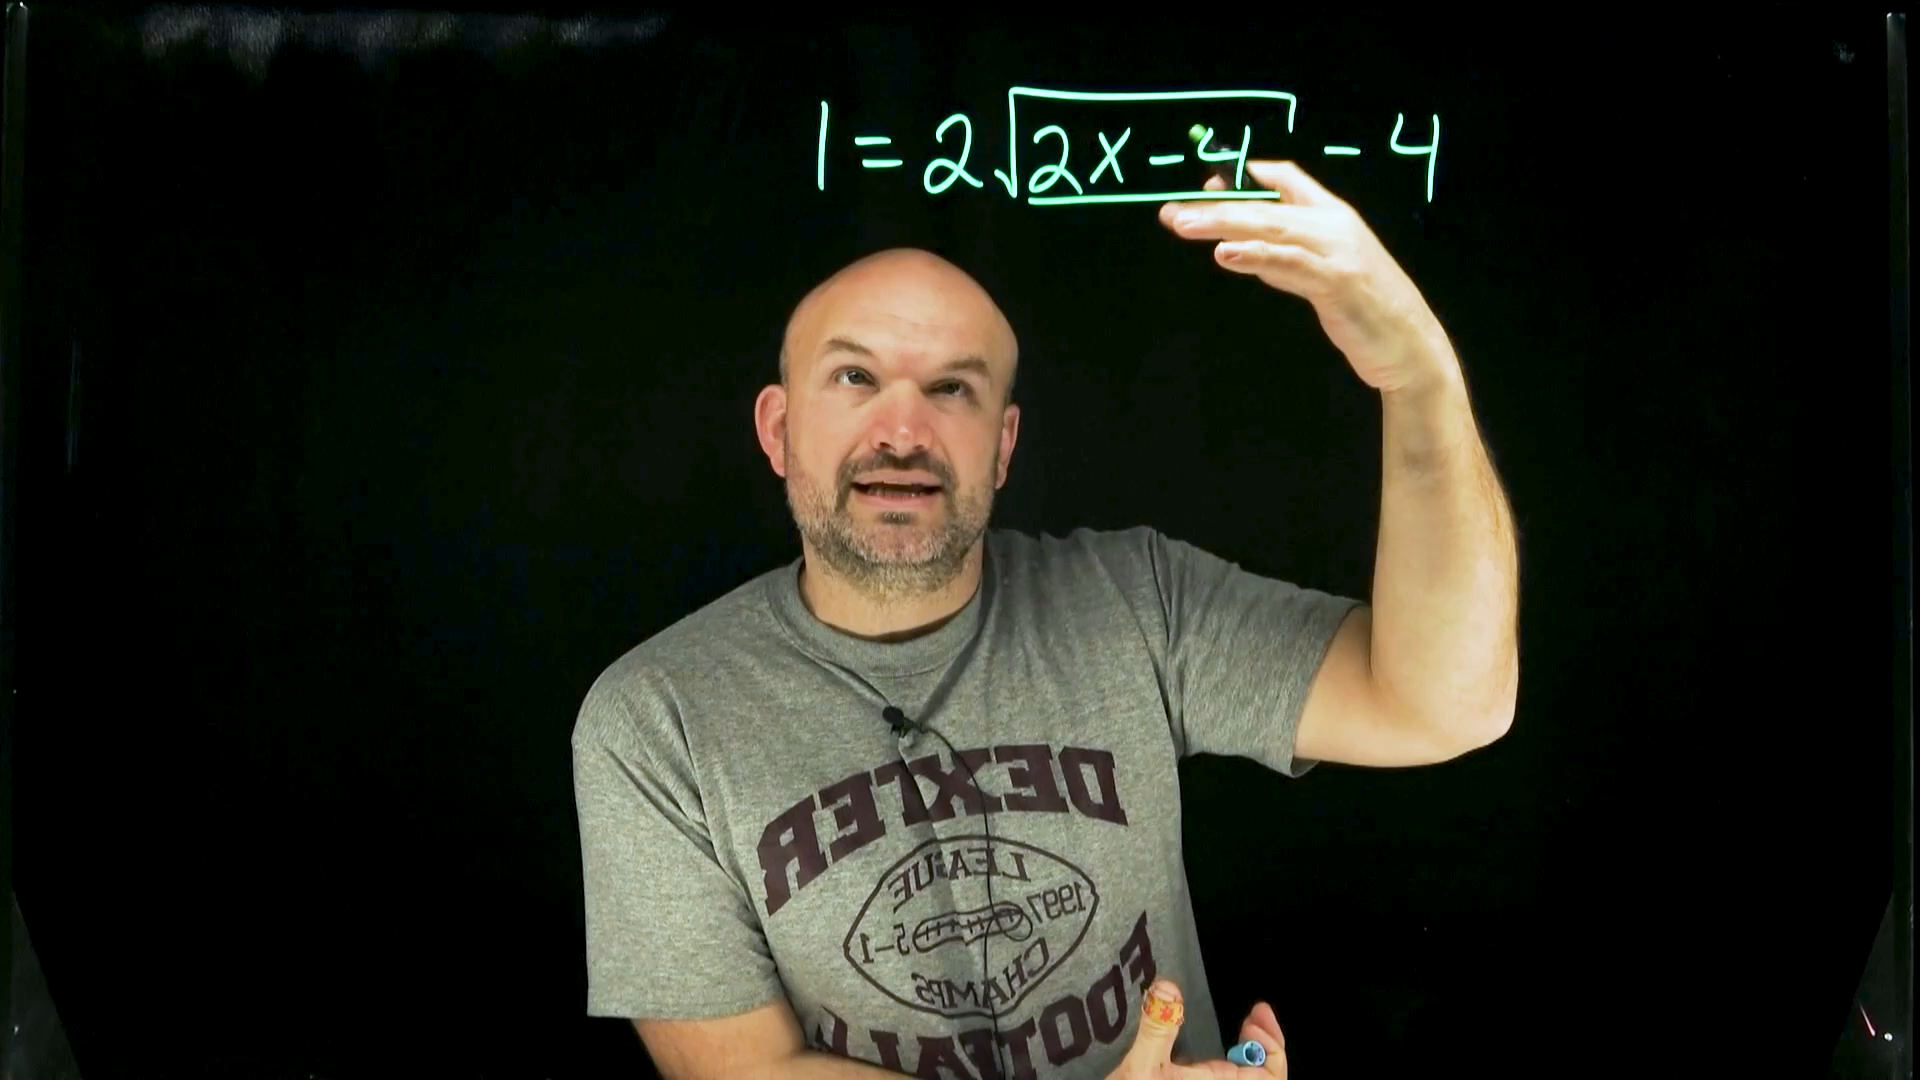 1 = 2√(2x - 4) - 4
DEXTER
LEAGUE
1997
5-1
CHAMPS
FOOTBALL